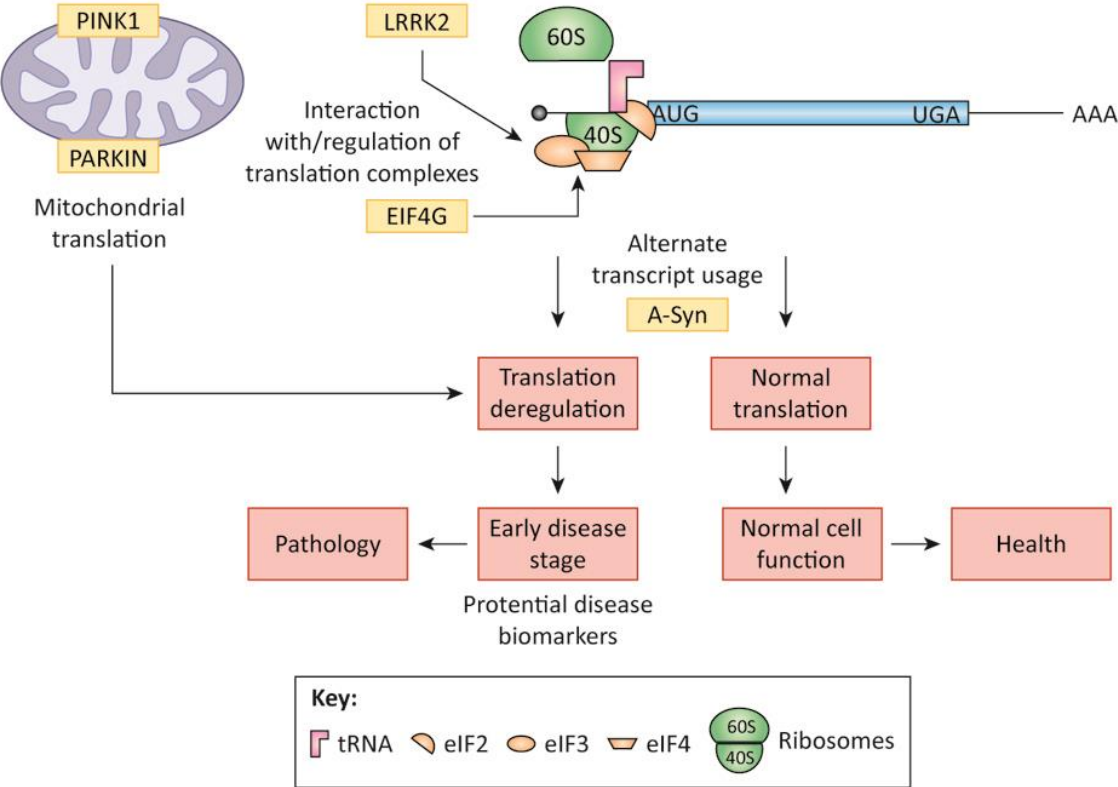 PINK1
PARKIN
Mitochondrial
translation
LRRK2
Interaction
with/regulation of
translation complexes
EIF4G
60S
40S
AUG
UGA
AAA
Alternate
transcript usage
A-Syn
Translation
deregulation
Normal
translation
Pathology
Early disease
stage
Normal cell
function
Health
Protential disease
biomarkers
Key:
tRNA
eIF2
eIF3
eIF4
60S
40S
Ribosomes